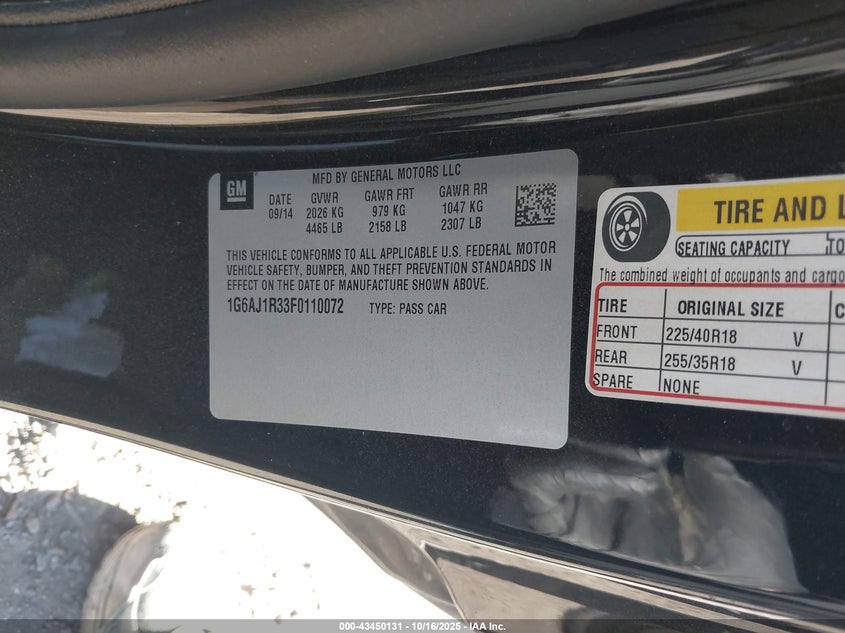 GM
MFD BY GENERAL MOTORS LLC
DATE GVWR GAWR FRT GAWR RR
09/14 2026 KG 979 KG 1047 KG
4465 LB 2158 LB 2307 LB
THIS VEHICLE CONFORMS TO ALL APPLICABLE U.S. FEDERAL MOTOR
VEHICLE SAFETY, BUMPER, AND THEFT PREVENTION STANDARDS IN
EFFECT ON THE DATE OF MANUFACTURE SHOWN ABOVE.
1G6AJ1R33F0110072 TYPE: PASS CAR
TIRE AND L
SEATING CAPACITY TO
The combined weight of occupants and cargo
TIRE ORIGINAL SIZE C
FRONT 225/40R18 V
REAR 255/35R18 V
SPARE NONE
000-43450131 - 10/16/2025 - IAA Inc.